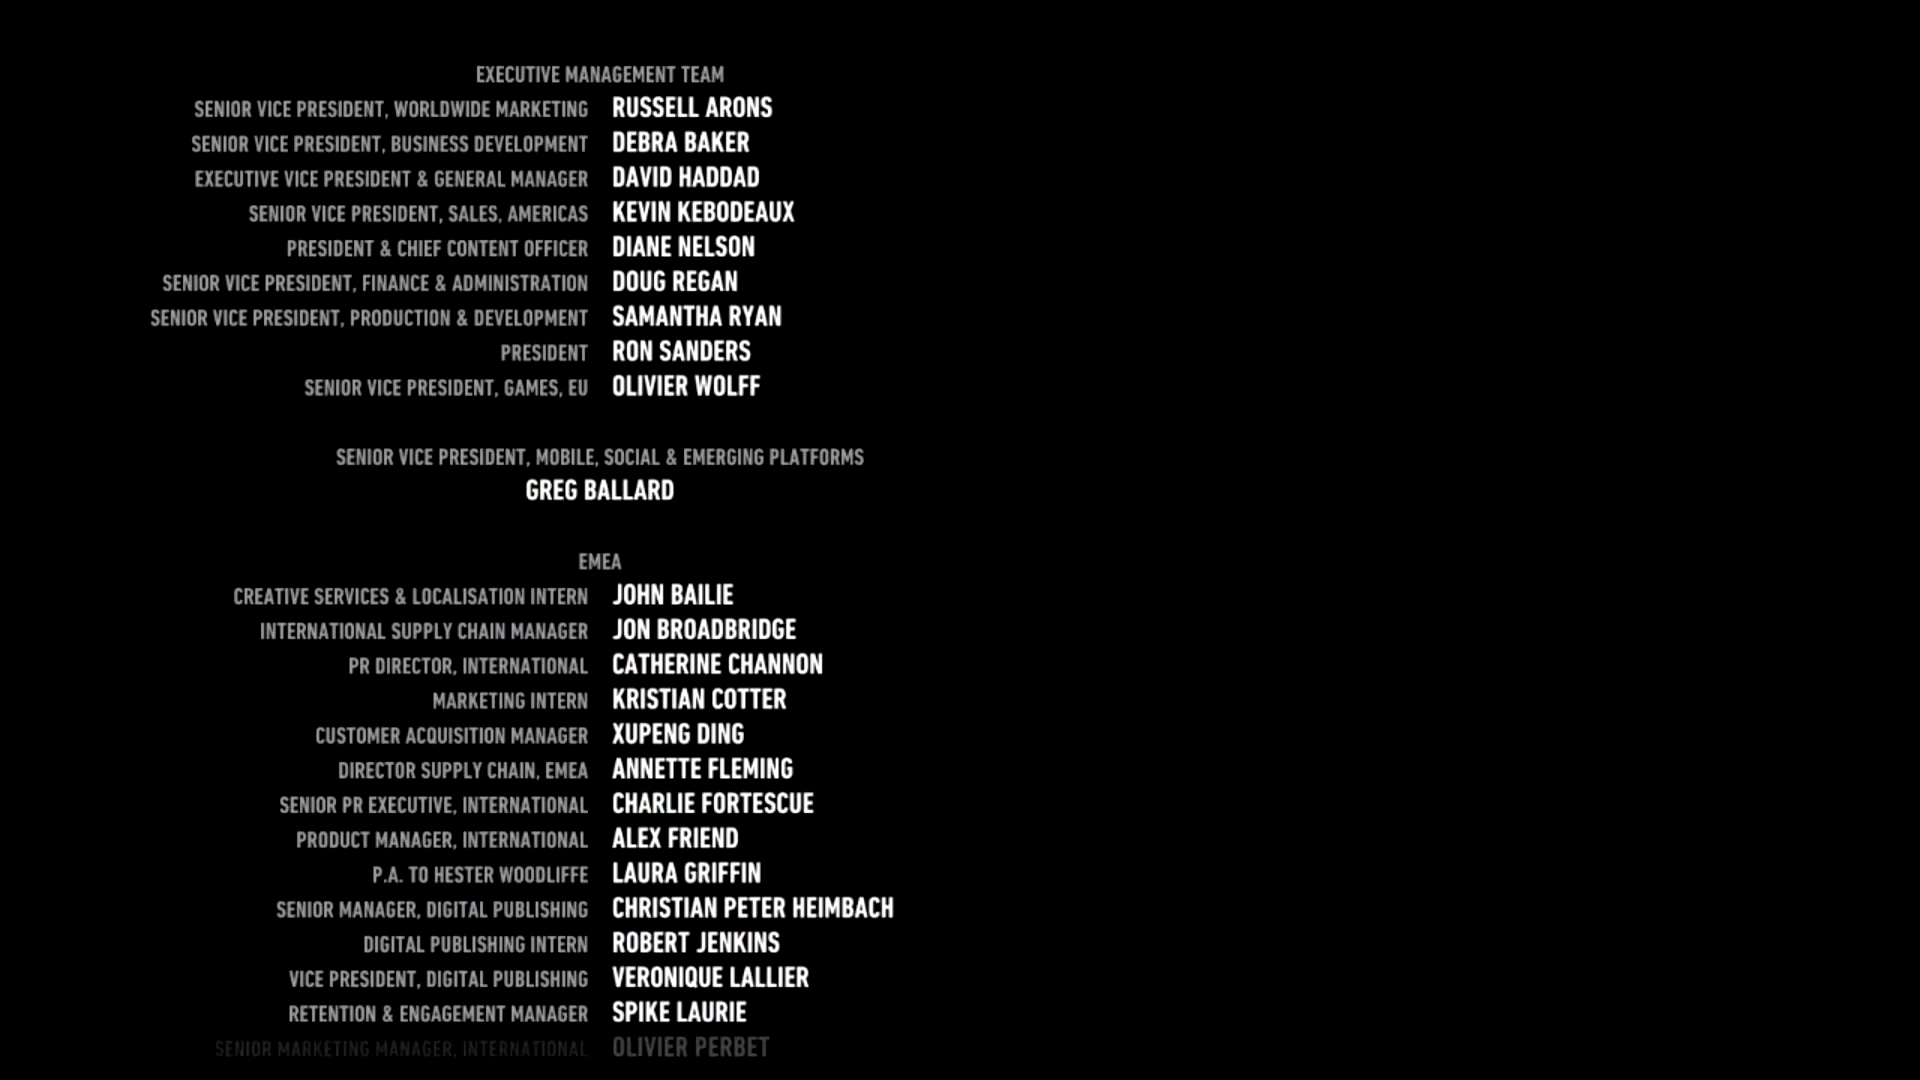 EXECUTIVE MANAGEMENT TEAM
SENIOR VICE PRESIDENT, WORLDWIDE MARKETING RUSSELL ARONS
SENIOR VICE PRESIDENT, BUSINESS DEVELOPMENT DEBRA BAKER
EXECUTIVE VICE PRESIDENT & GENERAL MANAGER DAVID HADDAD
SENIOR VICE PRESIDENT, SALES, AMERICAS KEVIN KEBODEAUX
PRESIDENT & CHIEF CONTENT OFFICER DIANE NELSON
SENIOR VICE PRESIDENT, FINANCE & ADMINISTRATION DOUG REGAN
SENIOR VICE PRESIDENT, PRODUCTION & DEVELOPMENT SAMANTHA RYAN
PRESIDENT RON SANDERS
SENIOR VICE PRESIDENT, GAMES, EU OLIVIER WOLFF
SENIOR VICE PRESIDENT, MOBILE, SOCIAL & EMERGING PLATFORMS
GREG BALLARD
EMEA
CREATIVE SERVICES & LOCALISATION INTERN JOHN BAILIE
INTERNATIONAL SUPPLY CHAIN MANAGER JON BROADBRIDGE
PR DIRECTOR, INTERNATIONAL CATHERINE CHANNON
MARKETING INTERN KRISTIAN COTTER
CUSTOMER ACQUISITION MANAGER XUPENG DING
DIRECTOR SUPPLY CHAIN, EMEA ANNETTE FLEMING
SENIOR PR EXECUTIVE, INTERNATIONAL CHARLIE FORTESCUE
PRODUCT MANAGER, INTERNATIONAL ALEX FRIEND
P.A. TO HESTER WOODLIFFE LAURA GRIFFIN
SENIOR MANAGER, DIGITAL PUBLISHING CHRISTIAN PETER HEIMBACH
DIGITAL PUBLISHING INTERN ROBERT JENKINS
VICE PRESIDENT, DIGITAL PUBLISHING VERONIQUE LALLIER
RETENTION & ENGAGEMENT MANAGER SPIKE LAURIE
SENIOR MARKETING MANAGER, INTERNATIONAL OLIVIER PERBET